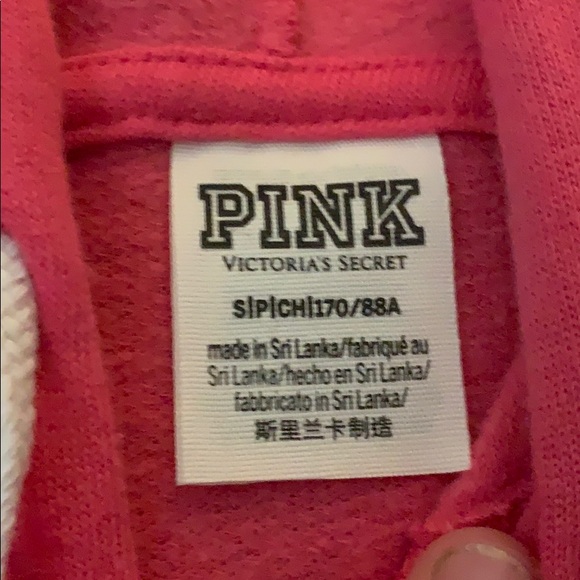 PINK
VICTORIA'S SECRET
S|P|CH|170/88A
made in Sri Lanka/fabriqué au
Sri Lanka/hecho en Sri Lanka/
fabbricato in Sri Lanka/
斯里兰卡制造